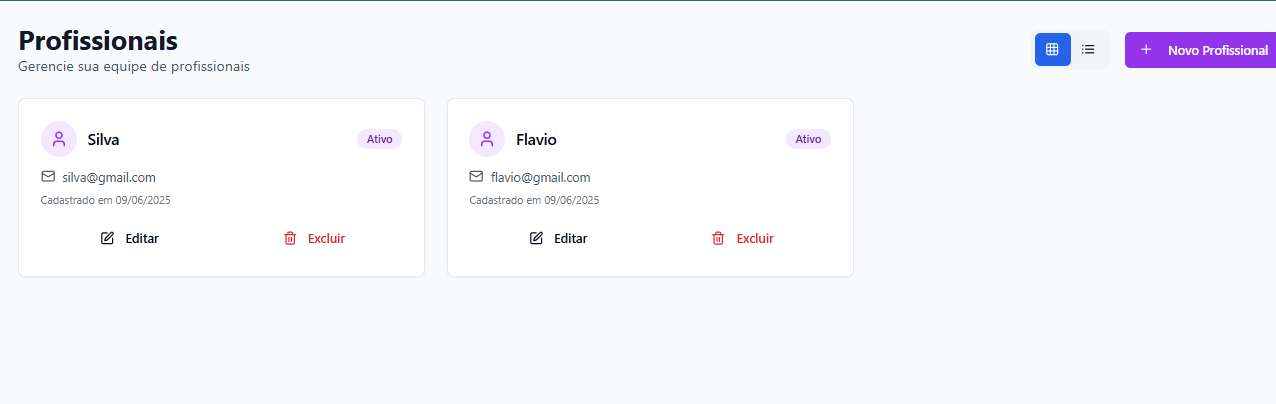 Profissionais
Gerencie sua equipe de profissionais
Novo Profissional
Silva
Ativo
silva@gmail.com
Cadastrado em 09/06/2025
Editar
Excluir
Flavio
Ativo
flavio@gmail.com
Cadastrado em 09/06/2025
Editar
Excluir